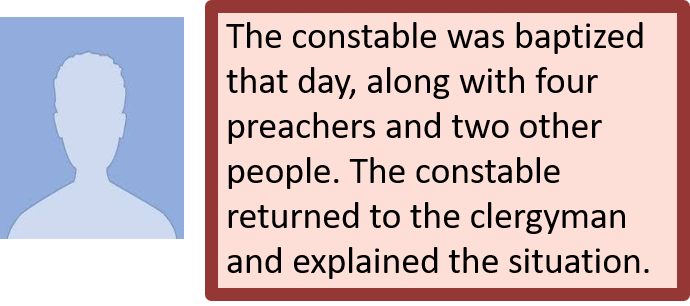 The constable was baptized
that day, along with four
preachers and two other
people. The constable
returned to the clergyman
and explained the situation.